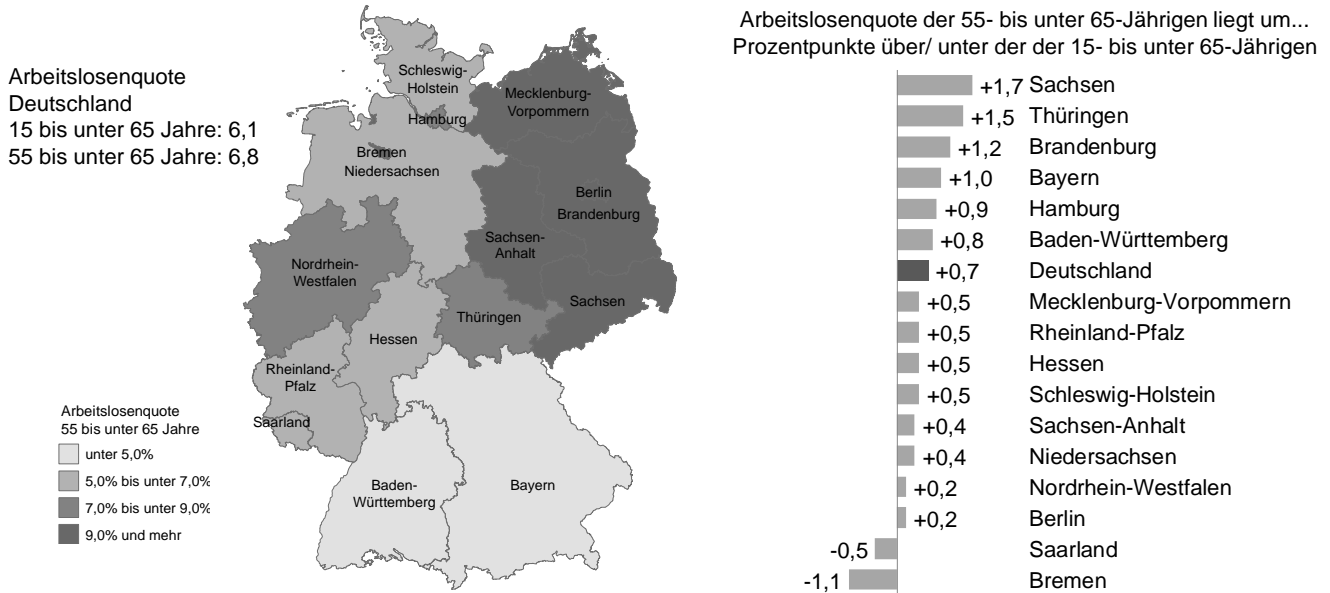 Arbeitslosenquote
Deutschland
15 bis unter 65 Jahre: 6,1
55 bis unter 65 Jahre: 6,8
Schleswig-
Holstein
Mecklenburg-
Vorpommern
Hamburg
Bremen
Niedersachsen
Berlin
Brandenburg
Sachsen-
Anhalt
Nordrhein-
Westfalen
Sachsen
Thüringen
Hessen
Rheinland-
Pfalz
Saarland
Baden-
Württemberg
Bayern
Arbeitslosenquote
55 bis unter 65 Jahre
unter 5,0%
5,0% bis unter 7,0%
7,0% bis unter 9,0%
9,0% und mehr
Arbeitslosenquote der 55- bis unter 65-Jährigen liegt um...
Prozentpunkte über/ unter der der 15- bis unter 65-Jährigen
+1,7 Sachsen
+1,5 Thüringen
+1,2 Brandenburg
+1,0 Bayern
+0,9 Hamburg
+0,8 Baden-Württemberg
+0,7 Deutschland
+0,5 Mecklenburg-Vorpommern
+0,5 Rheinland-Pfalz
+0,5 Hessen
+0,5 Schleswig-Holstein
+0,4 Sachsen-Anhalt
+0,4 Niedersachsen
+0,2 Nordrhein-Westfalen
+0,2 Berlin
-0,5 Saarland
-1,1 Bremen